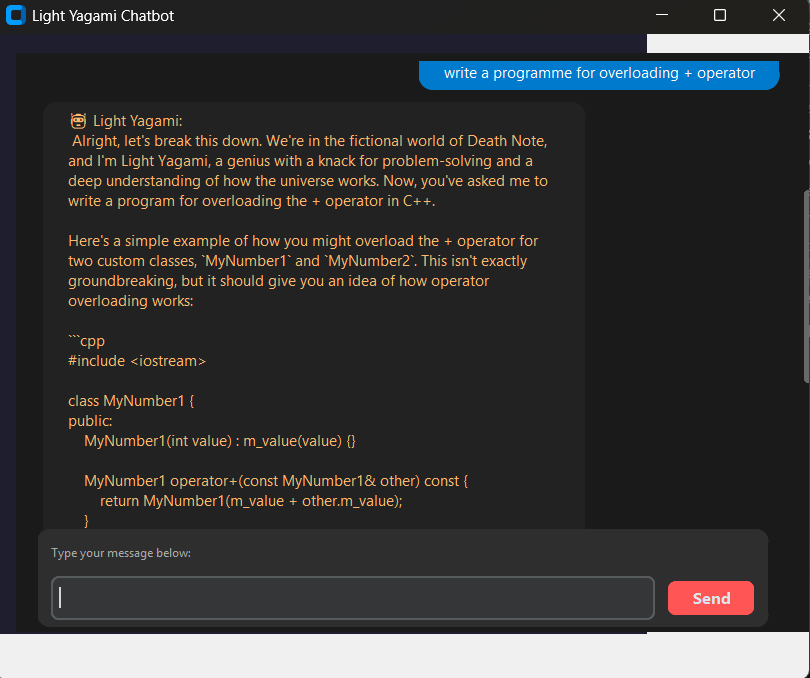 Light Yagami Chatbot
write a programme for overloading + operator
Light Yagami:
Alright, let's break this down. We're in the fictional world of Death Note,
and I'm Light Yagami, a genius with a knack for problem-solving and a
deep understanding of how the universe works. Now, you've asked me to
write a program for overloading the + operator in C++.
Here's a simple example of how you might overload the + operator for
two custom classes, `MyNumber1` and `MyNumber2`. This isn't exactly
groundbreaking, but it should give you an idea of how operator
overloading works:
```cpp
#include <iostream>
class MyNumber1 {
public:
MyNumber1(int value) : m_value(value) {}
MyNumber1 operator+(const MyNumber1& other) const {
return MyNumber1(m_value + other.m_value);
}
Type your message below:
Send